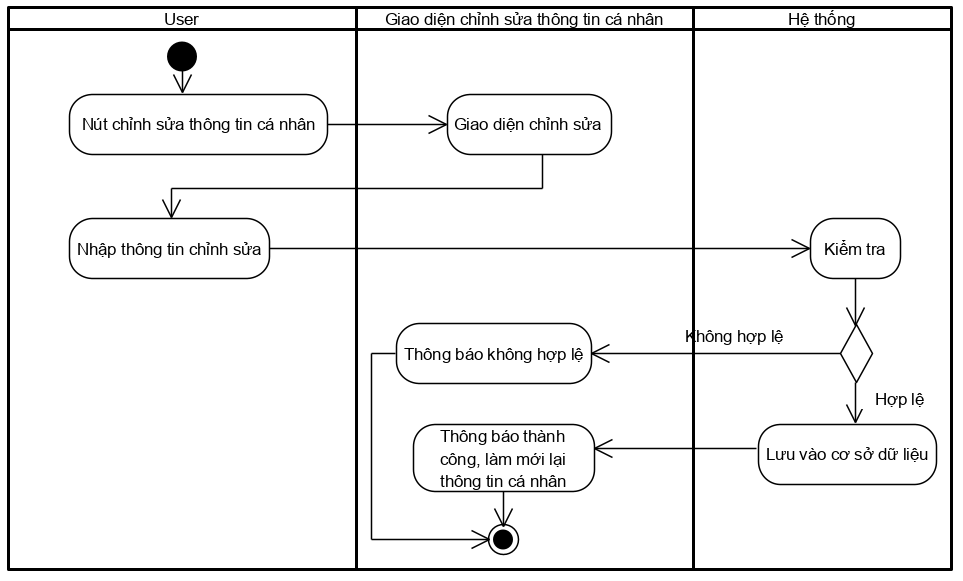 User
Giao diện chỉnh sửa thông tin cá nhân
Hệ thống
Nút chỉnh sửa thông tin cá nhân
Giao diện chỉnh sửa
Nhập thông tin chỉnh sửa
Kiểm tra
Không hợp lệ
Thông báo không hợp lệ
Hợp lệ
Thông báo thành
công, làm mới lại
thông tin cá nhân
Lưu vào cơ sở dữ liệu